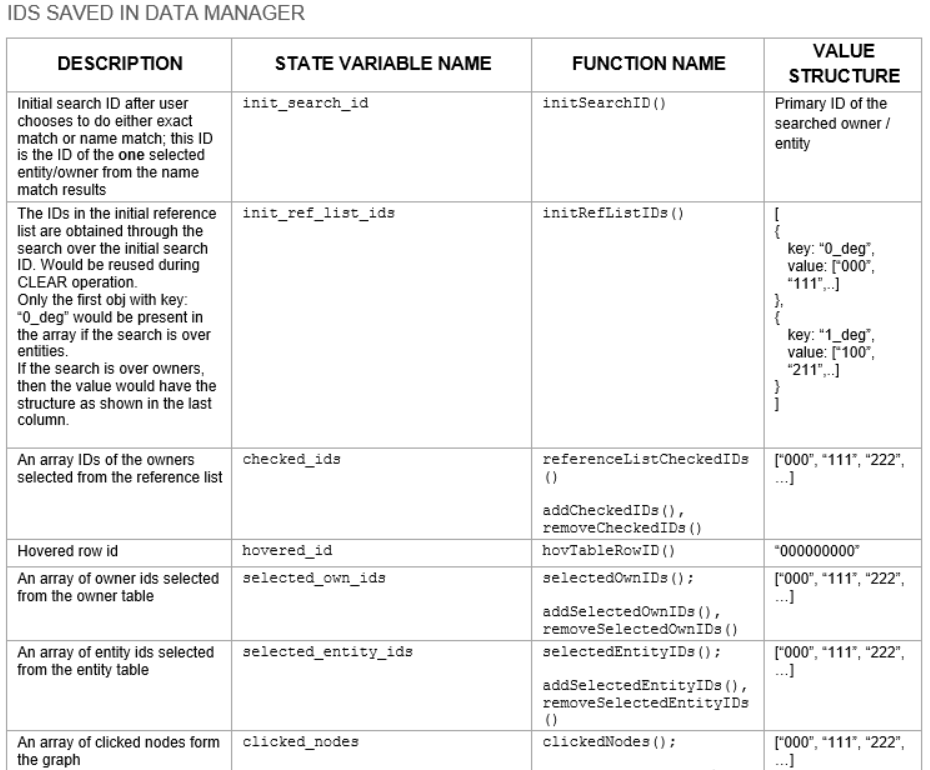 IDS SAVED IN DATA MANAGER
DESCRIPTION
STATE VARIABLE NAME
FUNCTION NAME
VALUE
STRUCTURE
Initial search ID after user
chooses to do either exact
match or name match; this ID
is the ID of the one selected
entity/owner from the name
match results
init_search_id
initSearchID()
Primary ID of the
searched owner /
entity
The IDs in the initial reference
list are obtained through the
search over the initial search
ID. Would be reused during
CLEAR operation.
Only the first obj with key:
“0_deg” would be present in
the array if the search is over
entities.
If the search is over owners,
then the value would have the
structure as shown in the last
column.
init_ref_list_ids
initRefListIDs()
[
{
key: “0_deg”,
value: [“000”,
“111”,..]
},
{
key: “1_deg”,
value: [“100”,
“211”,..]
}
]
An array IDs of the owners
selected from the reference list
checked_ids
referenceListCheckedIDs
()
addCheckedIDs(),
removeCheckedIDs()
[“000”, “111”, “222”,
…]
Hovered row id
hovered_id
hovTableRowID()
“000000000”
An array of owner ids selected
from the owner table
selected_own_ids
selectedOwnIDs();
addSelectedOwnIDs(),
removeSelectedOwnIDs()
[“000”, “111”, “222”,
…]
An array of entity ids selected
from the entity table
selected_entity_ids
selectedEntityIDs();
addSelectedEntityIDs(),
removeSelectedEntityIDs
()
[“000”, “111”, “222”,
…]
An array of clicked nodes form
the graph
clicked_nodes
clickedNodes();
[“000”, “111”, “222”,
…]